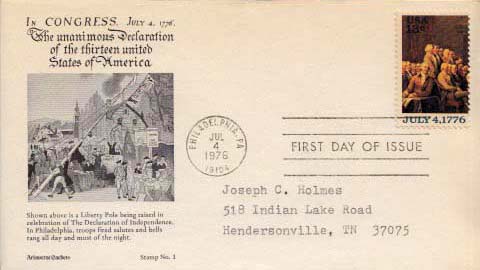 IN CONGRESS, JULY 4, 1776.
The unanimous Declaration
of the thirteen united
States of America
Shown above is a Liberty Pole being raised in
celebration of The Declaration of Independence.
In Philadelphia, troops fired salutes and bells
rang all day and most of the night.
Aristocrat Cachets
Stamp No. 1
PHILADELPHIA, PA
JUL
4
1976
19104
FIRST DAY OF ISSUE
USA
13c
JULY 4, 1776
Joseph C. Holmes
518 Indian Lake Road
Hendersonville, TN 37075